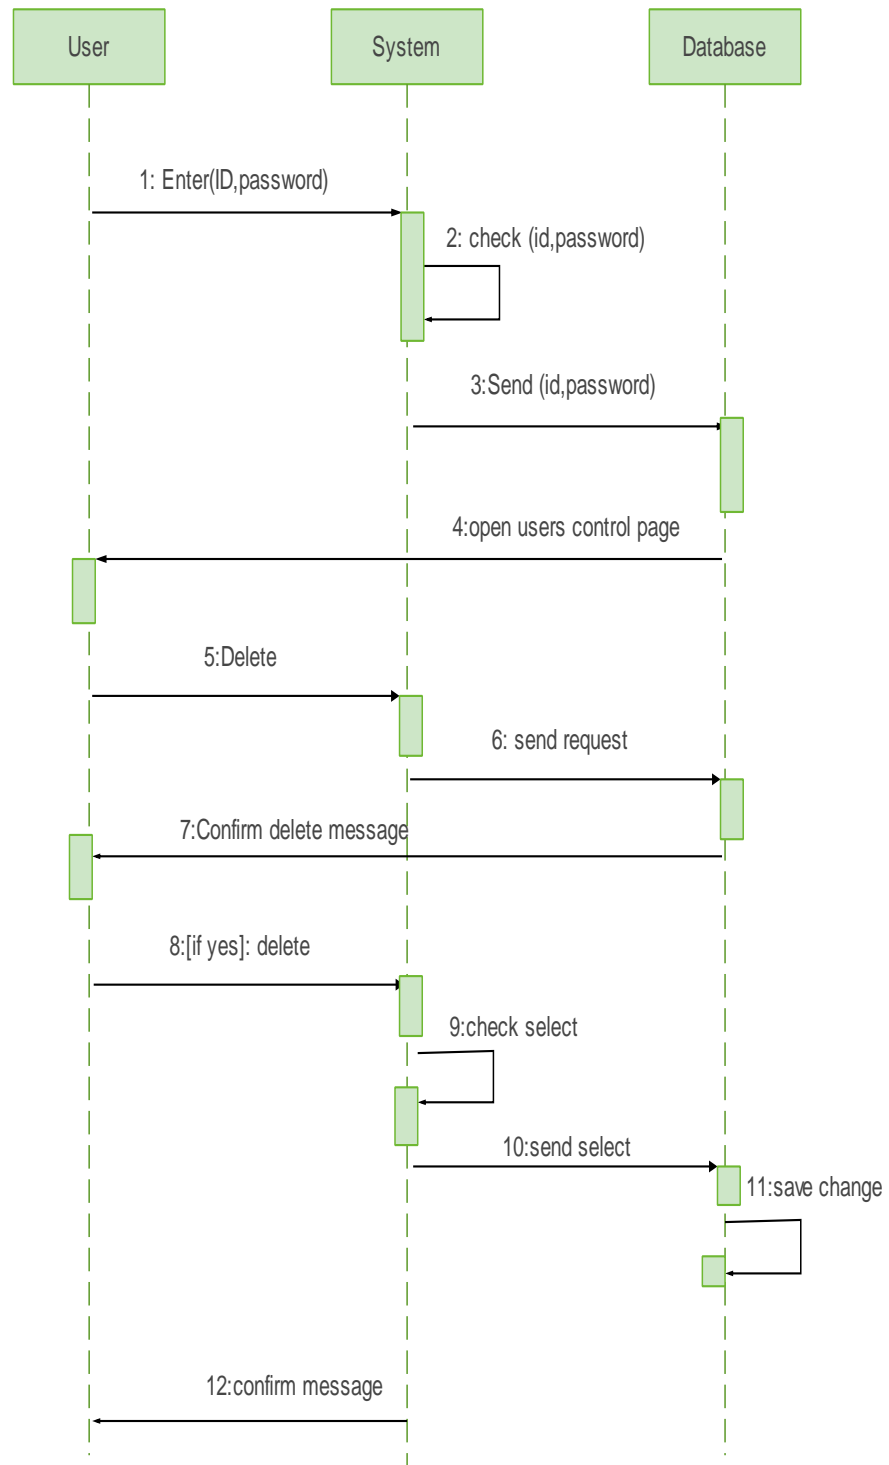 User
System
Database
1: Enter(ID,password)
2: check (id,password)
3:Send (id,password)
4:open users control page
5:Delete
6: send request
7:Confirm delete message
8:[if yes]: delete
9:check select
10:send select
11:save change
12:confirm message